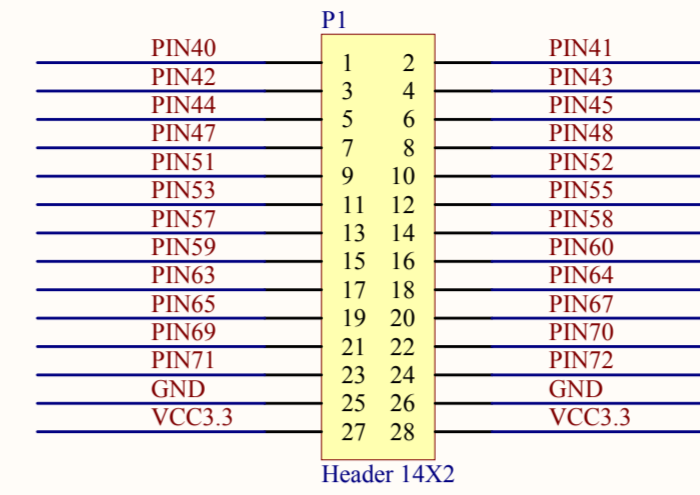 P1
PIN40 1 2 PIN41
PIN42 3 4 PIN43
PIN44 5 6 PIN45
PIN47 7 8 PIN48
PIN51 9 10 PIN52
PIN53 11 12 PIN55
PIN57 13 14 PIN58
PIN59 15 16 PIN60
PIN63 17 18 PIN64
PIN65 19 20 PIN67
PIN69 21 22 PIN70
PIN71 23 24 PIN72
GND 25 26 GND
VCC3.3 27 28 VCC3.3
Header 14X2